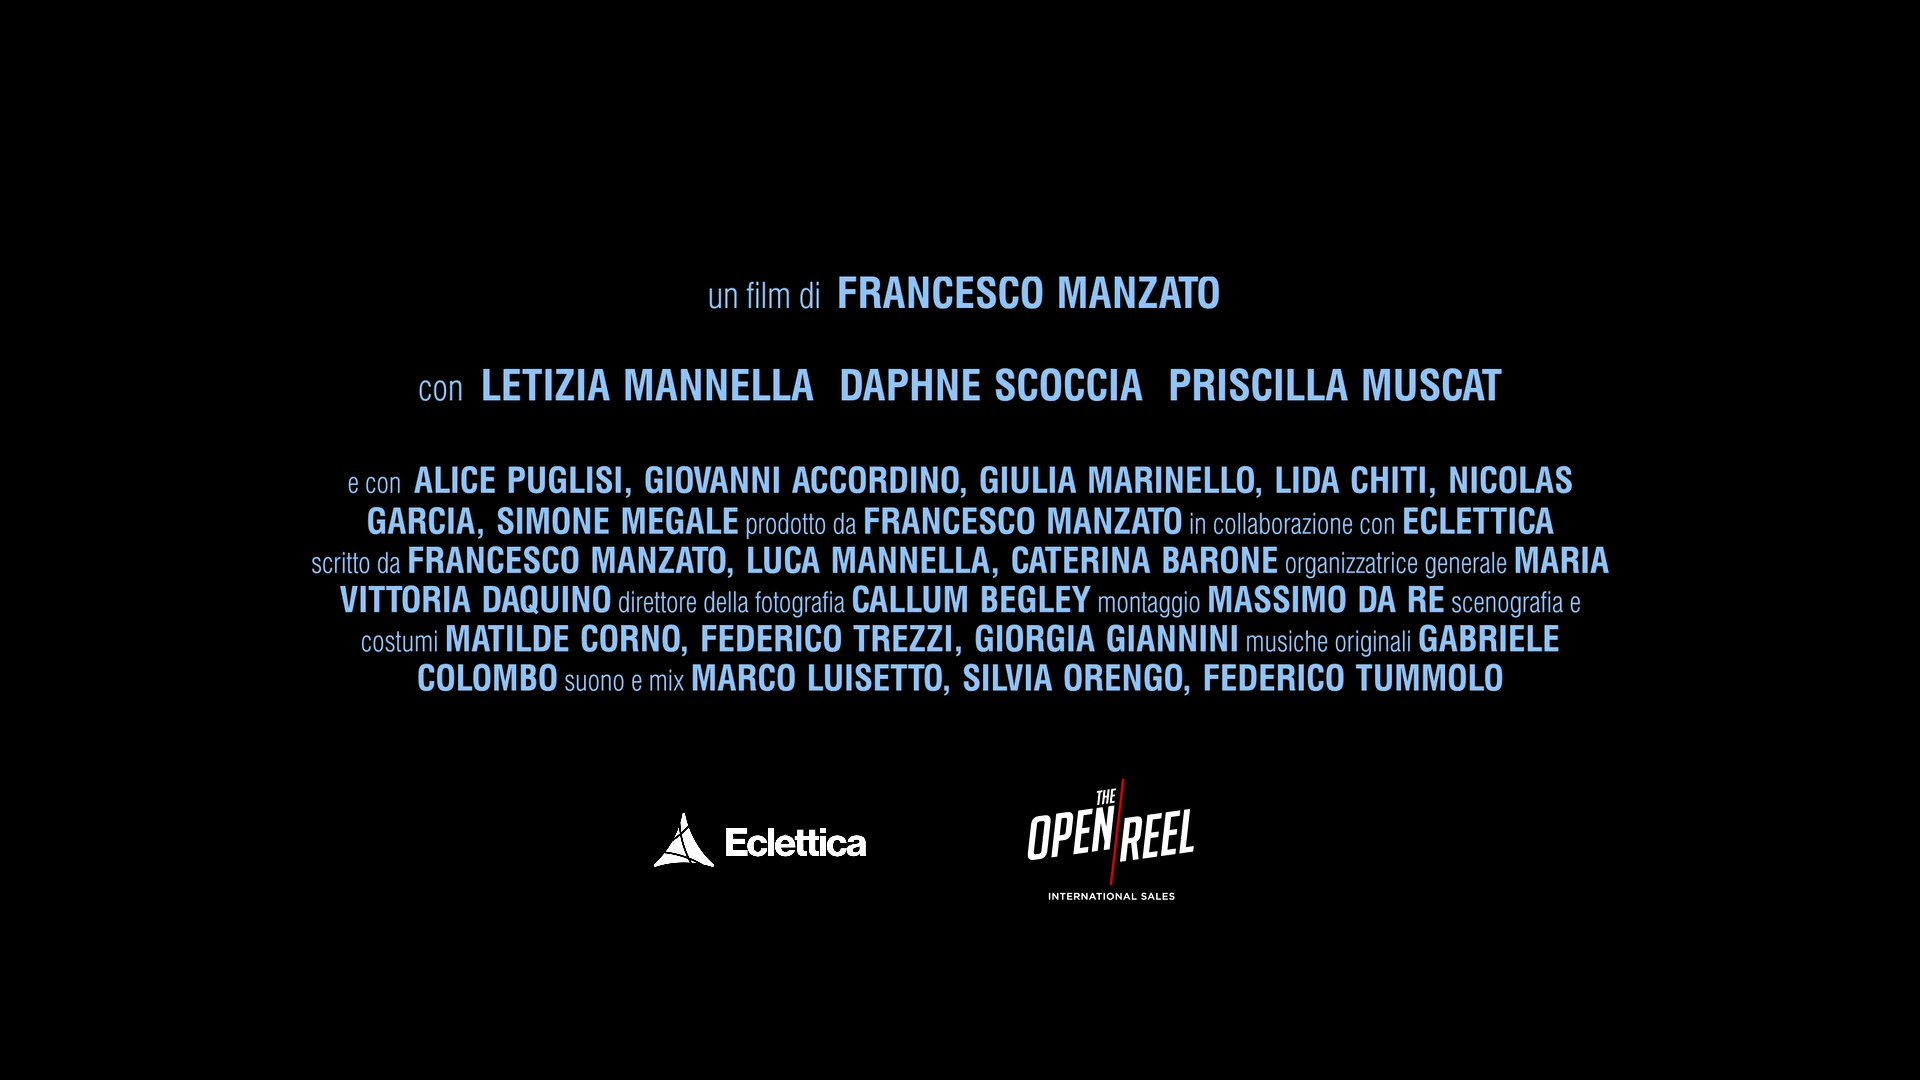 un film di FRANCESCO MANZATO
con LETIZIA MANNELLA DAPHNE SCOCCIA PRISCILLA MUSCAT
e con ALICE PUGLISI, GIOVANNI ACCORDINO, GIULIA MARINELLO, LIDA CHITI, NICOLAS
GARCIA, SIMONE MEGALE prodotto da FRANCESCO MANZATO in collaborazione con ECLETTICA
scritto da FRANCESCO MANZATO, LUCA MANNELLA, CATERINA BARONE organizzatrice generale MARIA
VITTORIA DAQUINO direttore della fotografia CALLUM BEGLEY montaggio MASSIMO DA RE scenografia e
costumi MATILDE CORNO, FEDERICO TREZZI, GIORGIA GIANNINI musiche originali GABRIELE
COLOMBO suono e mix MARCO LUISETTO, SILVIA ORENGO, FEDERICO TUMMOLO
Eclettica
THE
OPEN REEL
INTERNATIONAL SALES